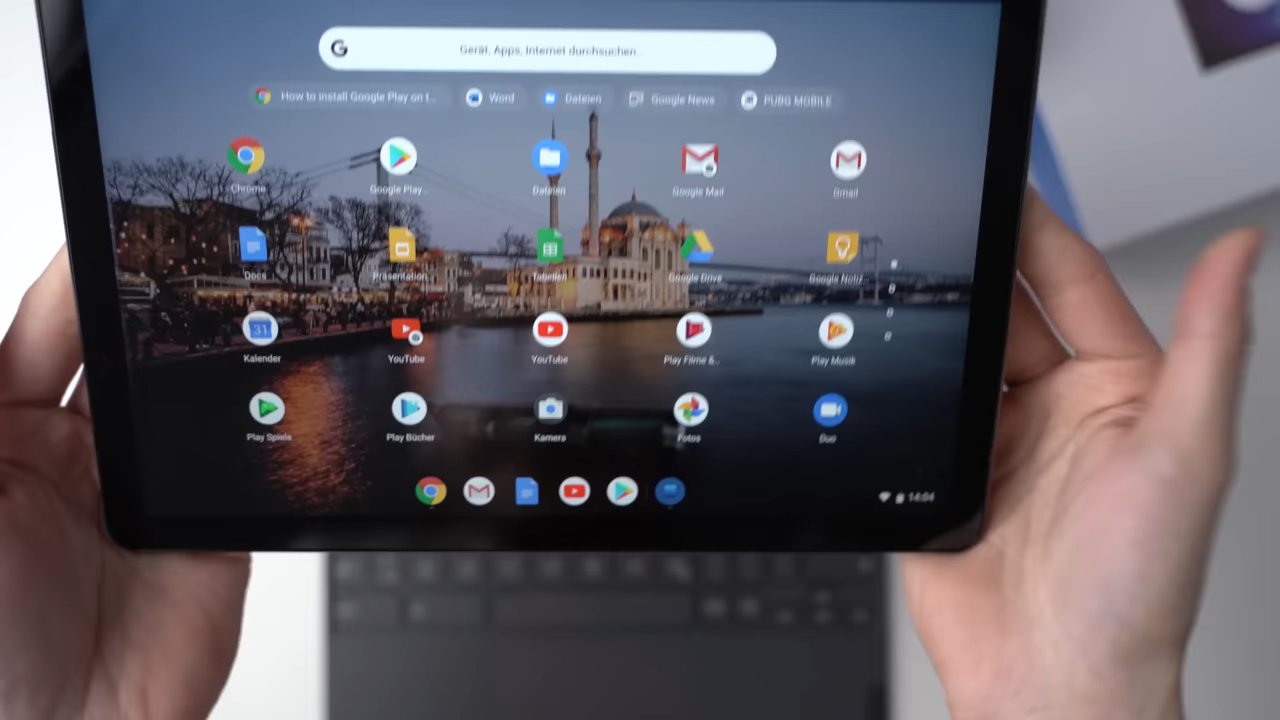 G Gerät, Apps, Internet durchsuchen...
How to install Google Play on t... Word Dateien Google News PUBG MOBILE
Chrome Google Play... Dateien Google Mail Gmail
Docs Präsentation... Tabellen Google Drive Google Notiz...
31
Kalender YouTube YouTube Play Filme &... Play Musik
Play Spiele Play Bücher Kamera Fotos Duo
14:04